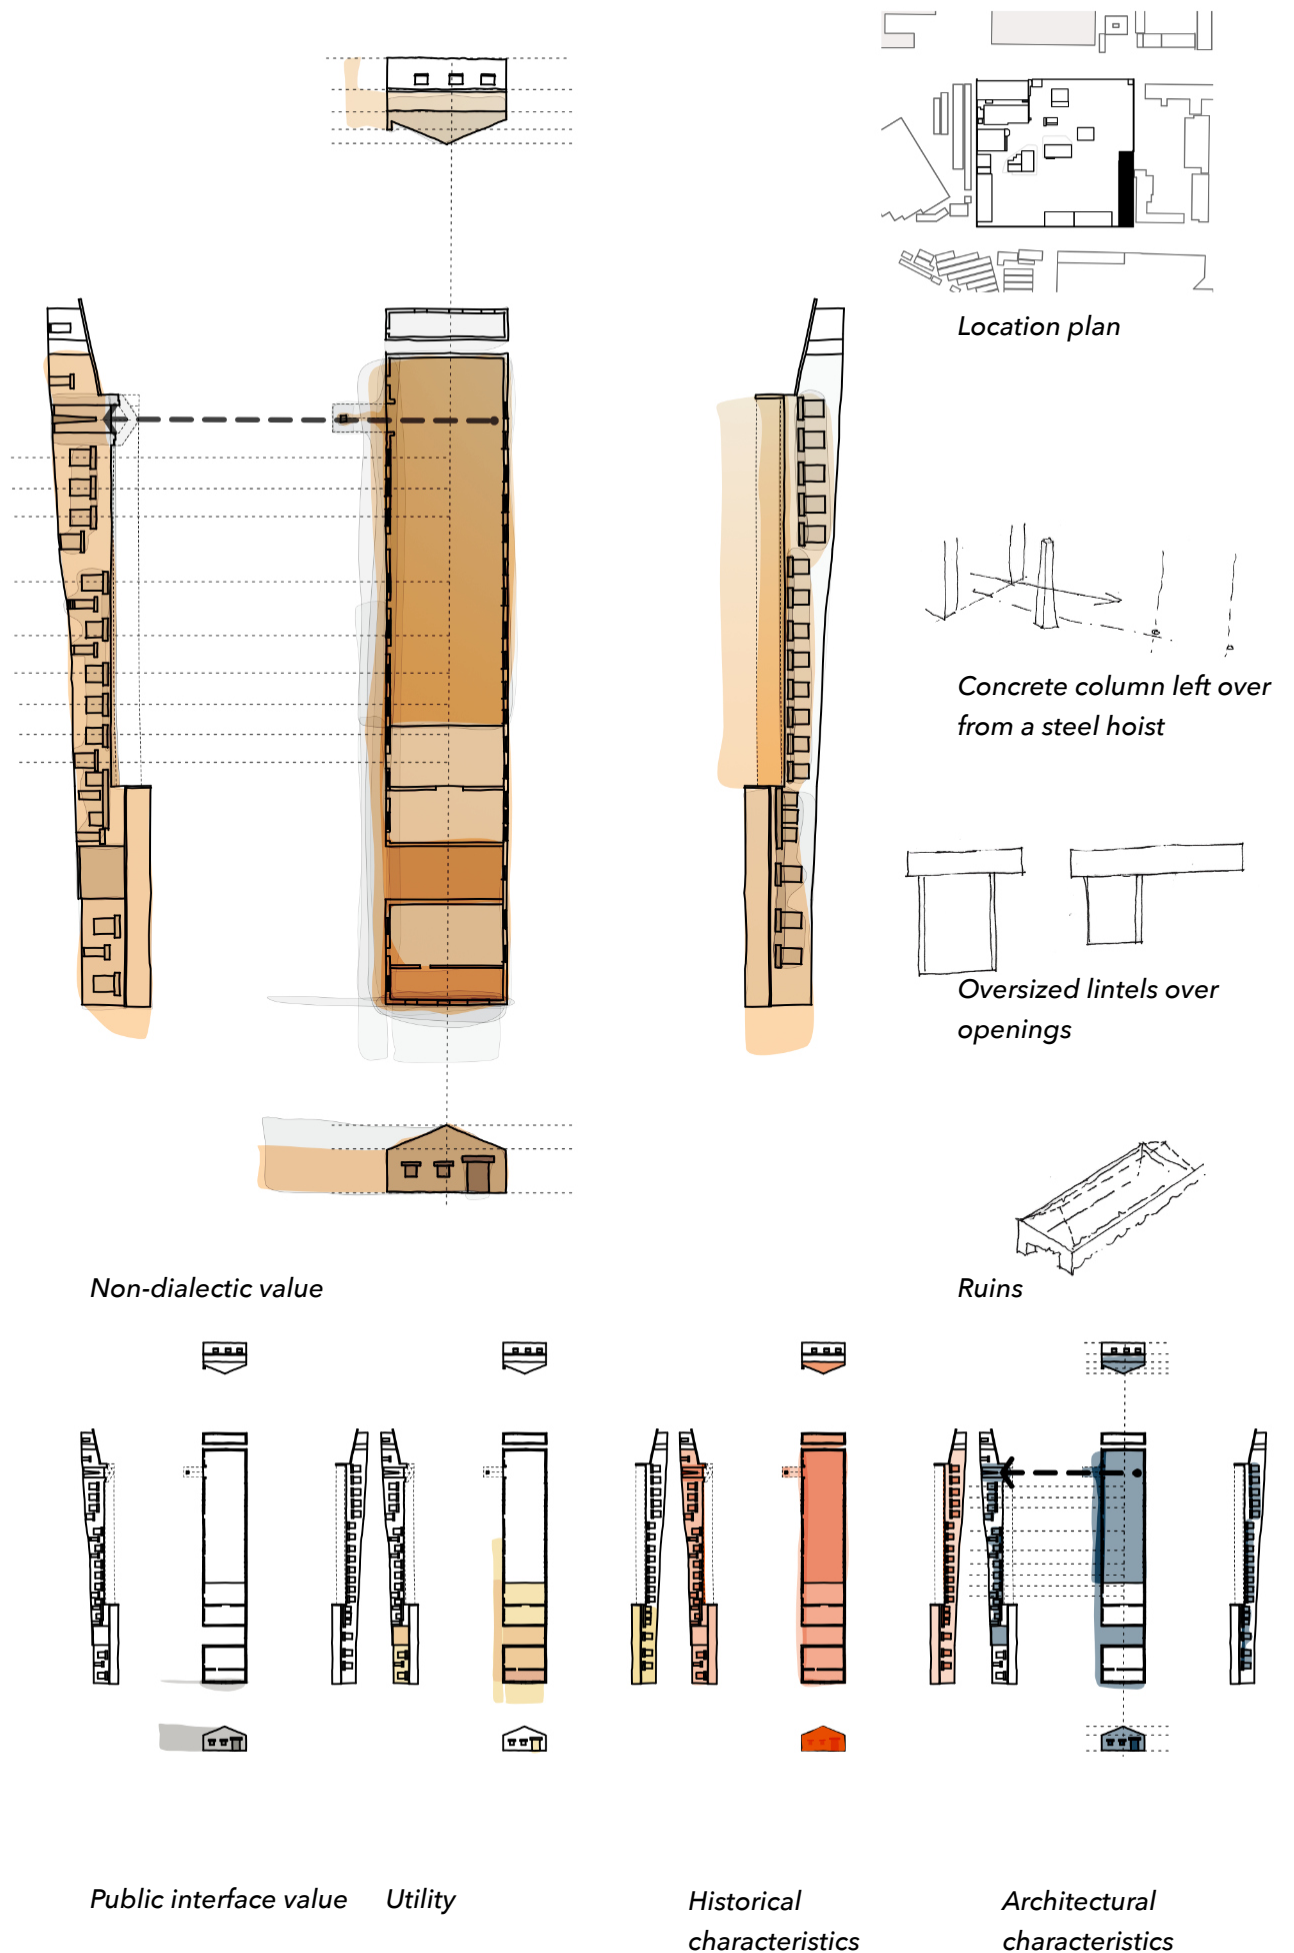 Location plan
Concrete column left over
from a steel hoist
Oversized lintels over
openings
Non-dialectic value
Ruins
Public interface value
Utility
Historical
characteristics
Architectural
characteristics